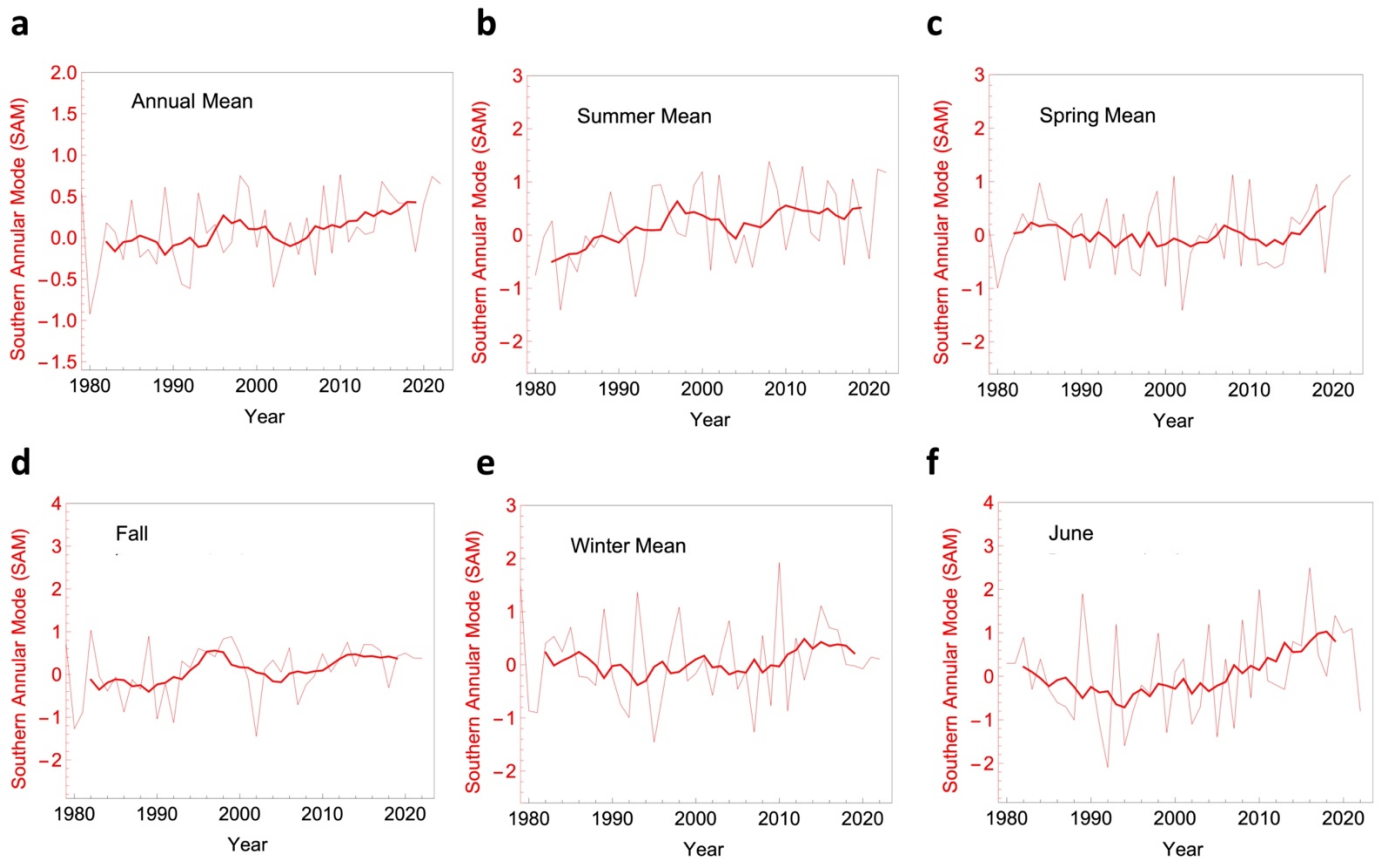 a
Southern Annular Mode (SAM)
2.0
1.5
1.0
0.5
0.0
−0.5
−1.0
−1.5
Annual Mean
1980 1990 2000 2010 2020
Year
b
Southern Annular Mode (SAM)
3
2
1
0
−1
−2
Summer Mean
1980 1990 2000 2010 2020
Year
c
Southern Annular Mode (SAM)
3
2
1
0
−1
−2
Spring Mean
1980 1990 2000 2010 2020
Year
d
Southern Annular Mode (SAM)
4
3
2
1
0
−1
−2
Fall
1980 1990 2000 2010 2020
Year
e
Southern Annular Mode (SAM)
3
2
1
0
−1
−2
Winter Mean
1980 1990 2000 2010 2020
Year
f
Southern Annular Mode (SAM)
4
3
2
1
0
−1
−2
June
1980 1990 2000 2010 2020
Year